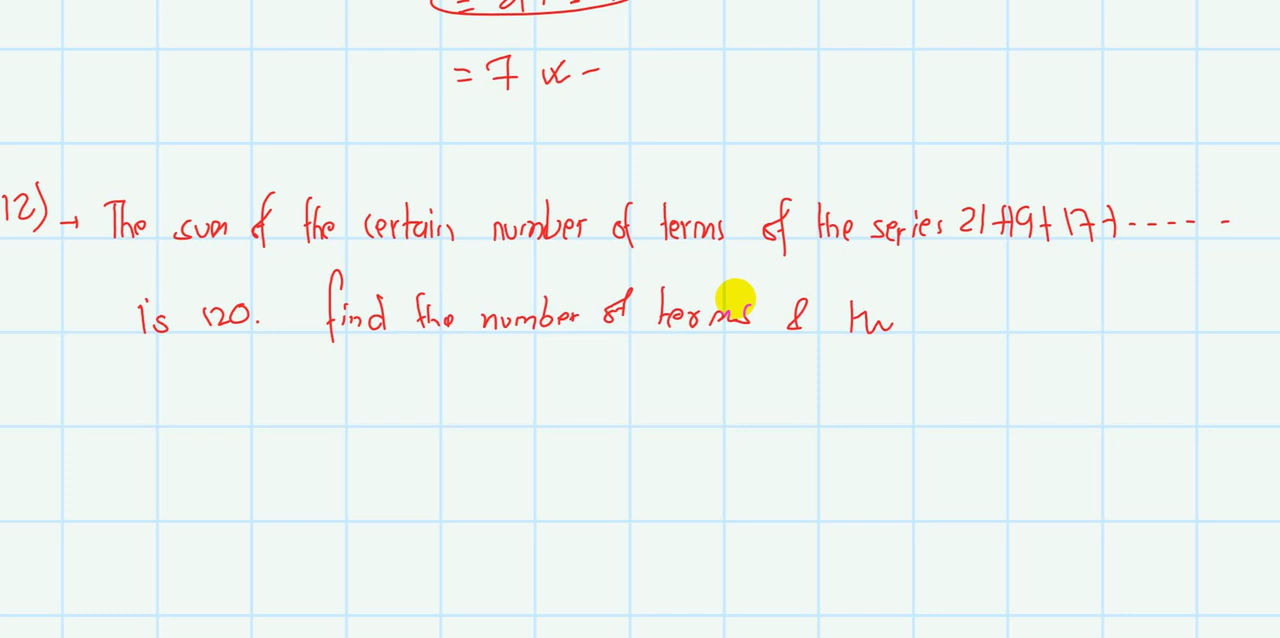 = 7 x -
12) → The sum of the certain number of terms of the series 21+19+17+-----
is 120. find the number of terms &